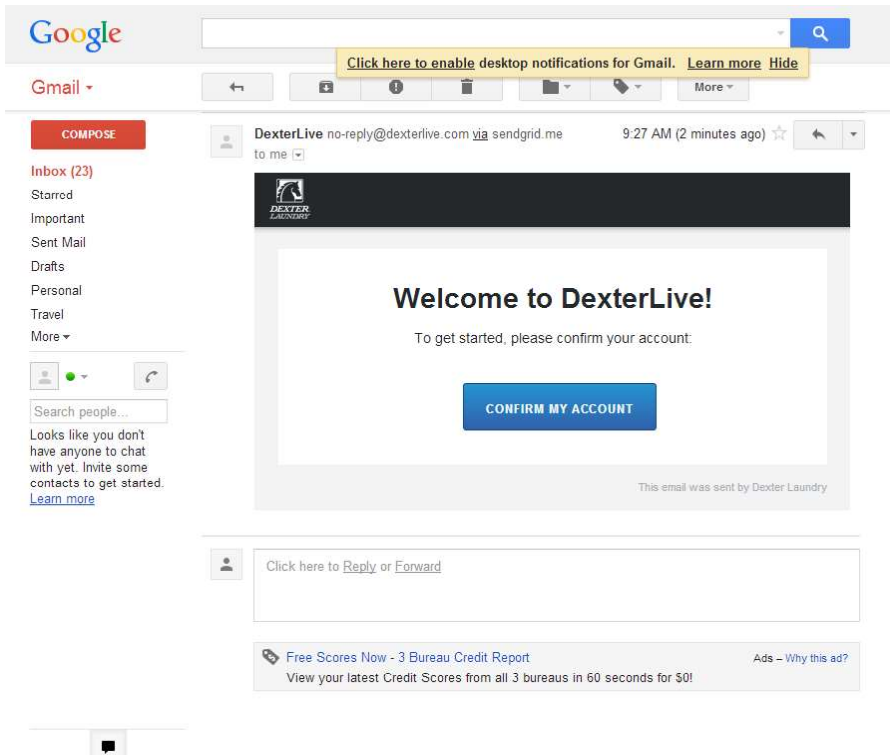 Google
Click here to enable desktop notifications for Gmail. Learn more Hide
Gmail
More
COMPOSE
Inbox (23)
Starred
Important
Sent Mail
Drafts
Personal
Travel
More
Search people...
Looks like you don't
have anyone to chat
with yet. Invite some
contacts to get started.
Learn more
DexterLive no-reply@dexterlive.com via sendgrid.me 9:27 AM (2 minutes ago)
to me
DEXTER
LAUNDRY
Welcome to DexterLive!
To get started, please confirm your account:
CONFIRM MY ACCOUNT
This email was sent by Dexter Laundry
Click here to Reply or Forward
Free Scores Now - 3 Bureau Credit Report Ads – Why this ad?
View your latest Credit Scores from all 3 bureaus in 60 seconds for $0!